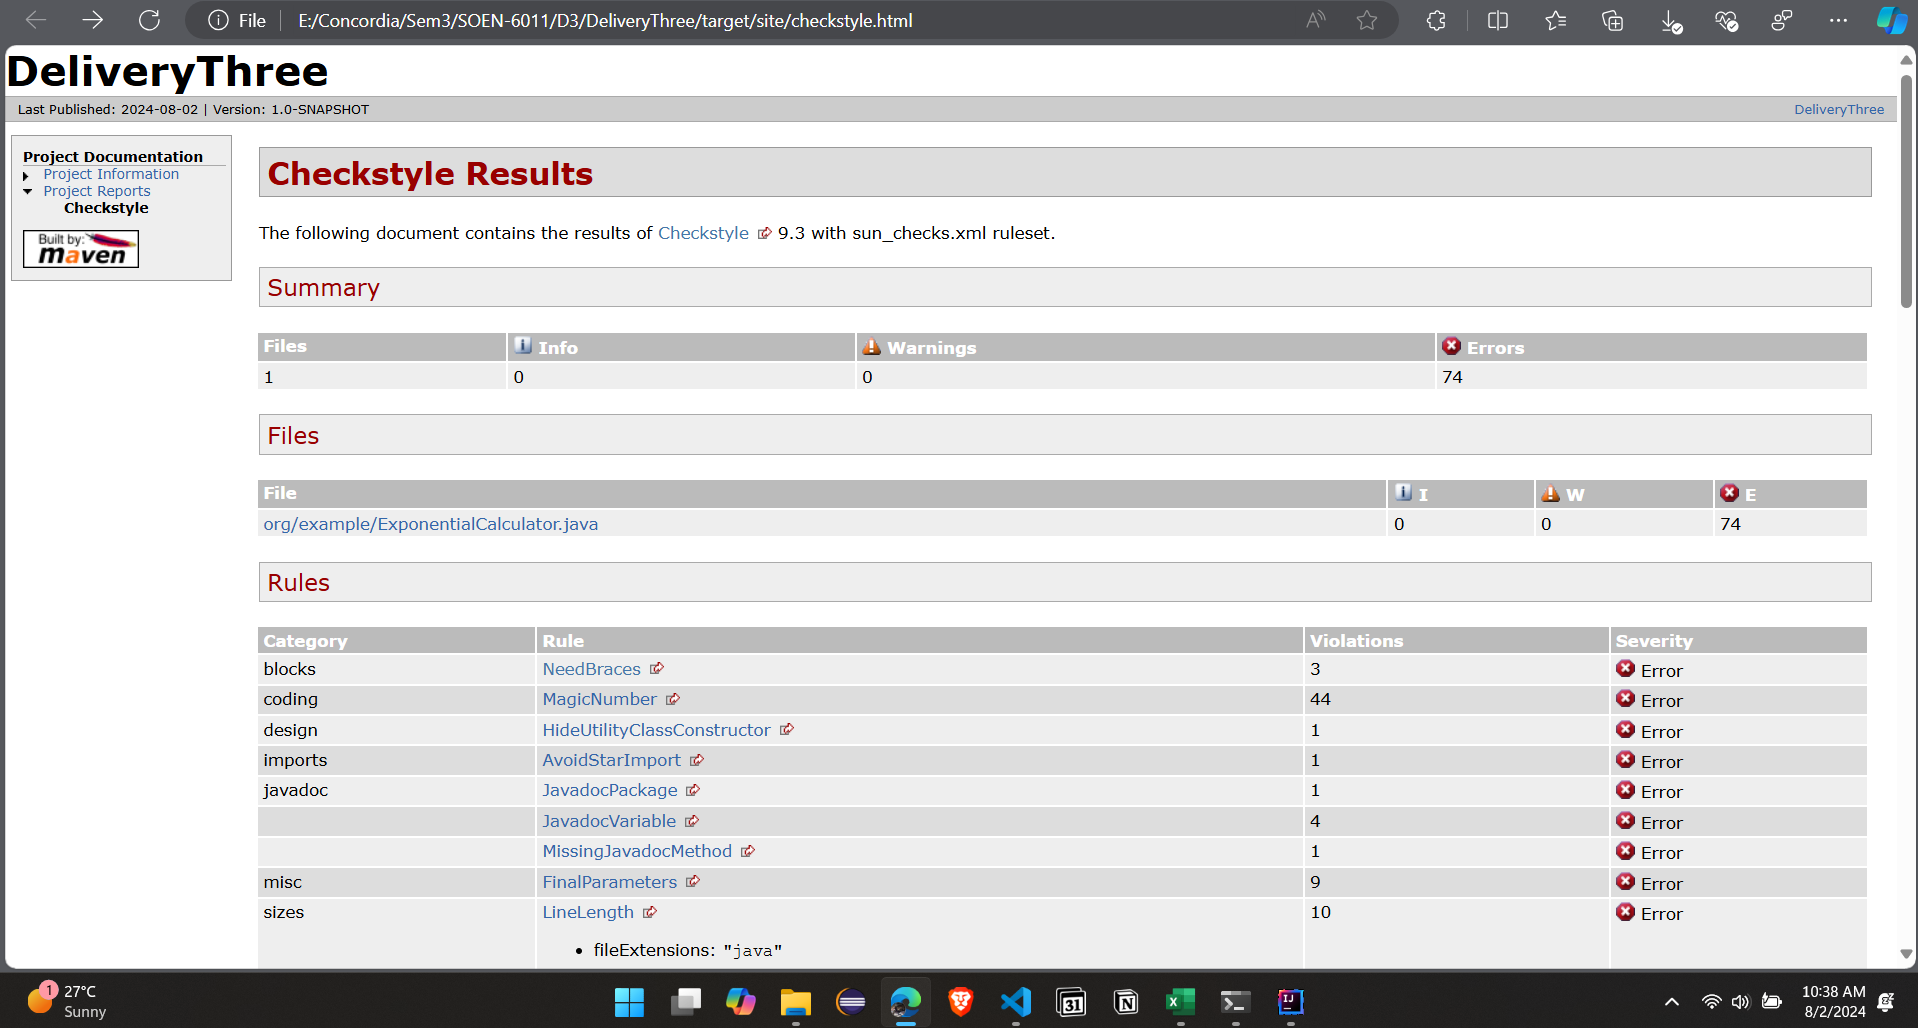 File E:/Concordia/Sem3/SOEN-6011/D3/DeliveryThree/target/site/checkstyle.html
DeliveryThree
Last Published: 2024-08-02 | Version: 1.0-SNAPSHOT DeliveryThree
Project Documentation
Project Information
Project Reports
Checkstyle
Built by:
maven
Checkstyle Results
The following document contains the results of Checkstyle 9.3 with sun_checks.xml ruleset.
Summary
Files Info Warnings Errors
1 0 0 74
Files
File I W E
org/example/ExponentialCalculator.java 0 0 74
Rules
Category Rule Violations Severity
blocks NeedBraces 3 Error
coding MagicNumber 44 Error
design HideUtilityClassConstructor 1 Error
imports AvoidStarImport 1 Error
javadoc JavadocPackage 1 Error
JavadocVariable 4 Error
MissingJavadocMethod 1 Error
misc FinalParameters 9 Error
sizes LineLength 10 Error
• fileExtensions: "java"
1 27°C
Sunny
31
N
IJ
10:38 AM
8/2/2024